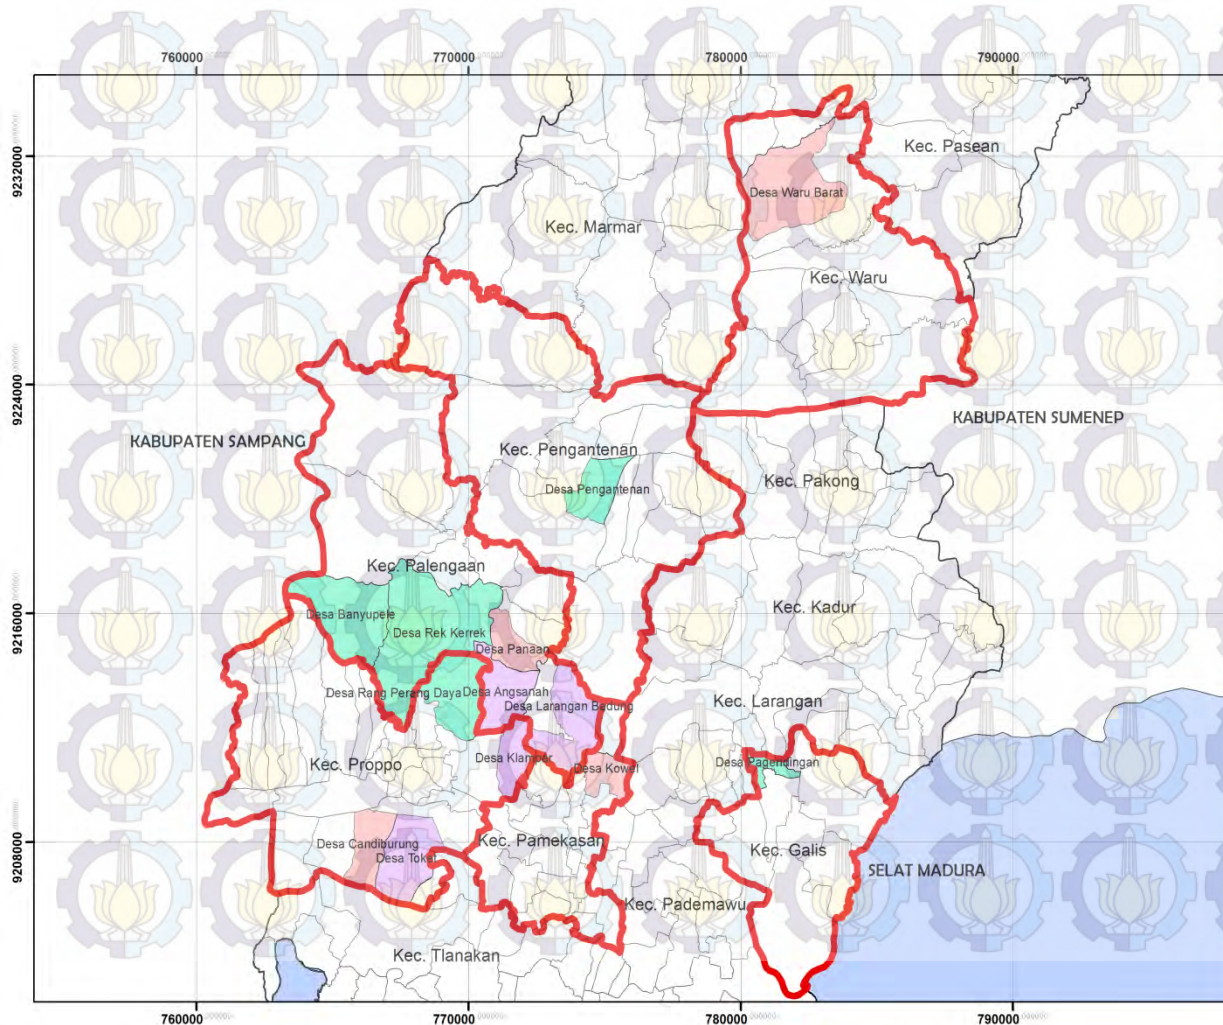 760000 770000 780000 790000
9232000
Kec. Pasean
Desa Waru Barat
Kec. Marmar
Kec. Waru
9224000
KABUPATEN SAMPANG
KABUPATEN SUMENEP
Kec. Pengantenan
Kec. Pakong
Desa Pengantenan
Kec. Palengaan
9216000
Kec. Kadur
Desa Banyupele
Desa Rek Kerrek
Desa Panaan
Desa Rang Perang Daya
Desa Angsanah
Desa Larangan Badung
Kec. Larangan
Desa Klampar
Desa Kowel
Desa Pagendingan
Kec. Proppo
9208000
Desa Candiburung
Desa Toket
Kec. Pamekasan
Kec. Galis
SELAT MADURA
Kec. Pademawu
Kec. Tlanakan
760000 770000 780000 790000